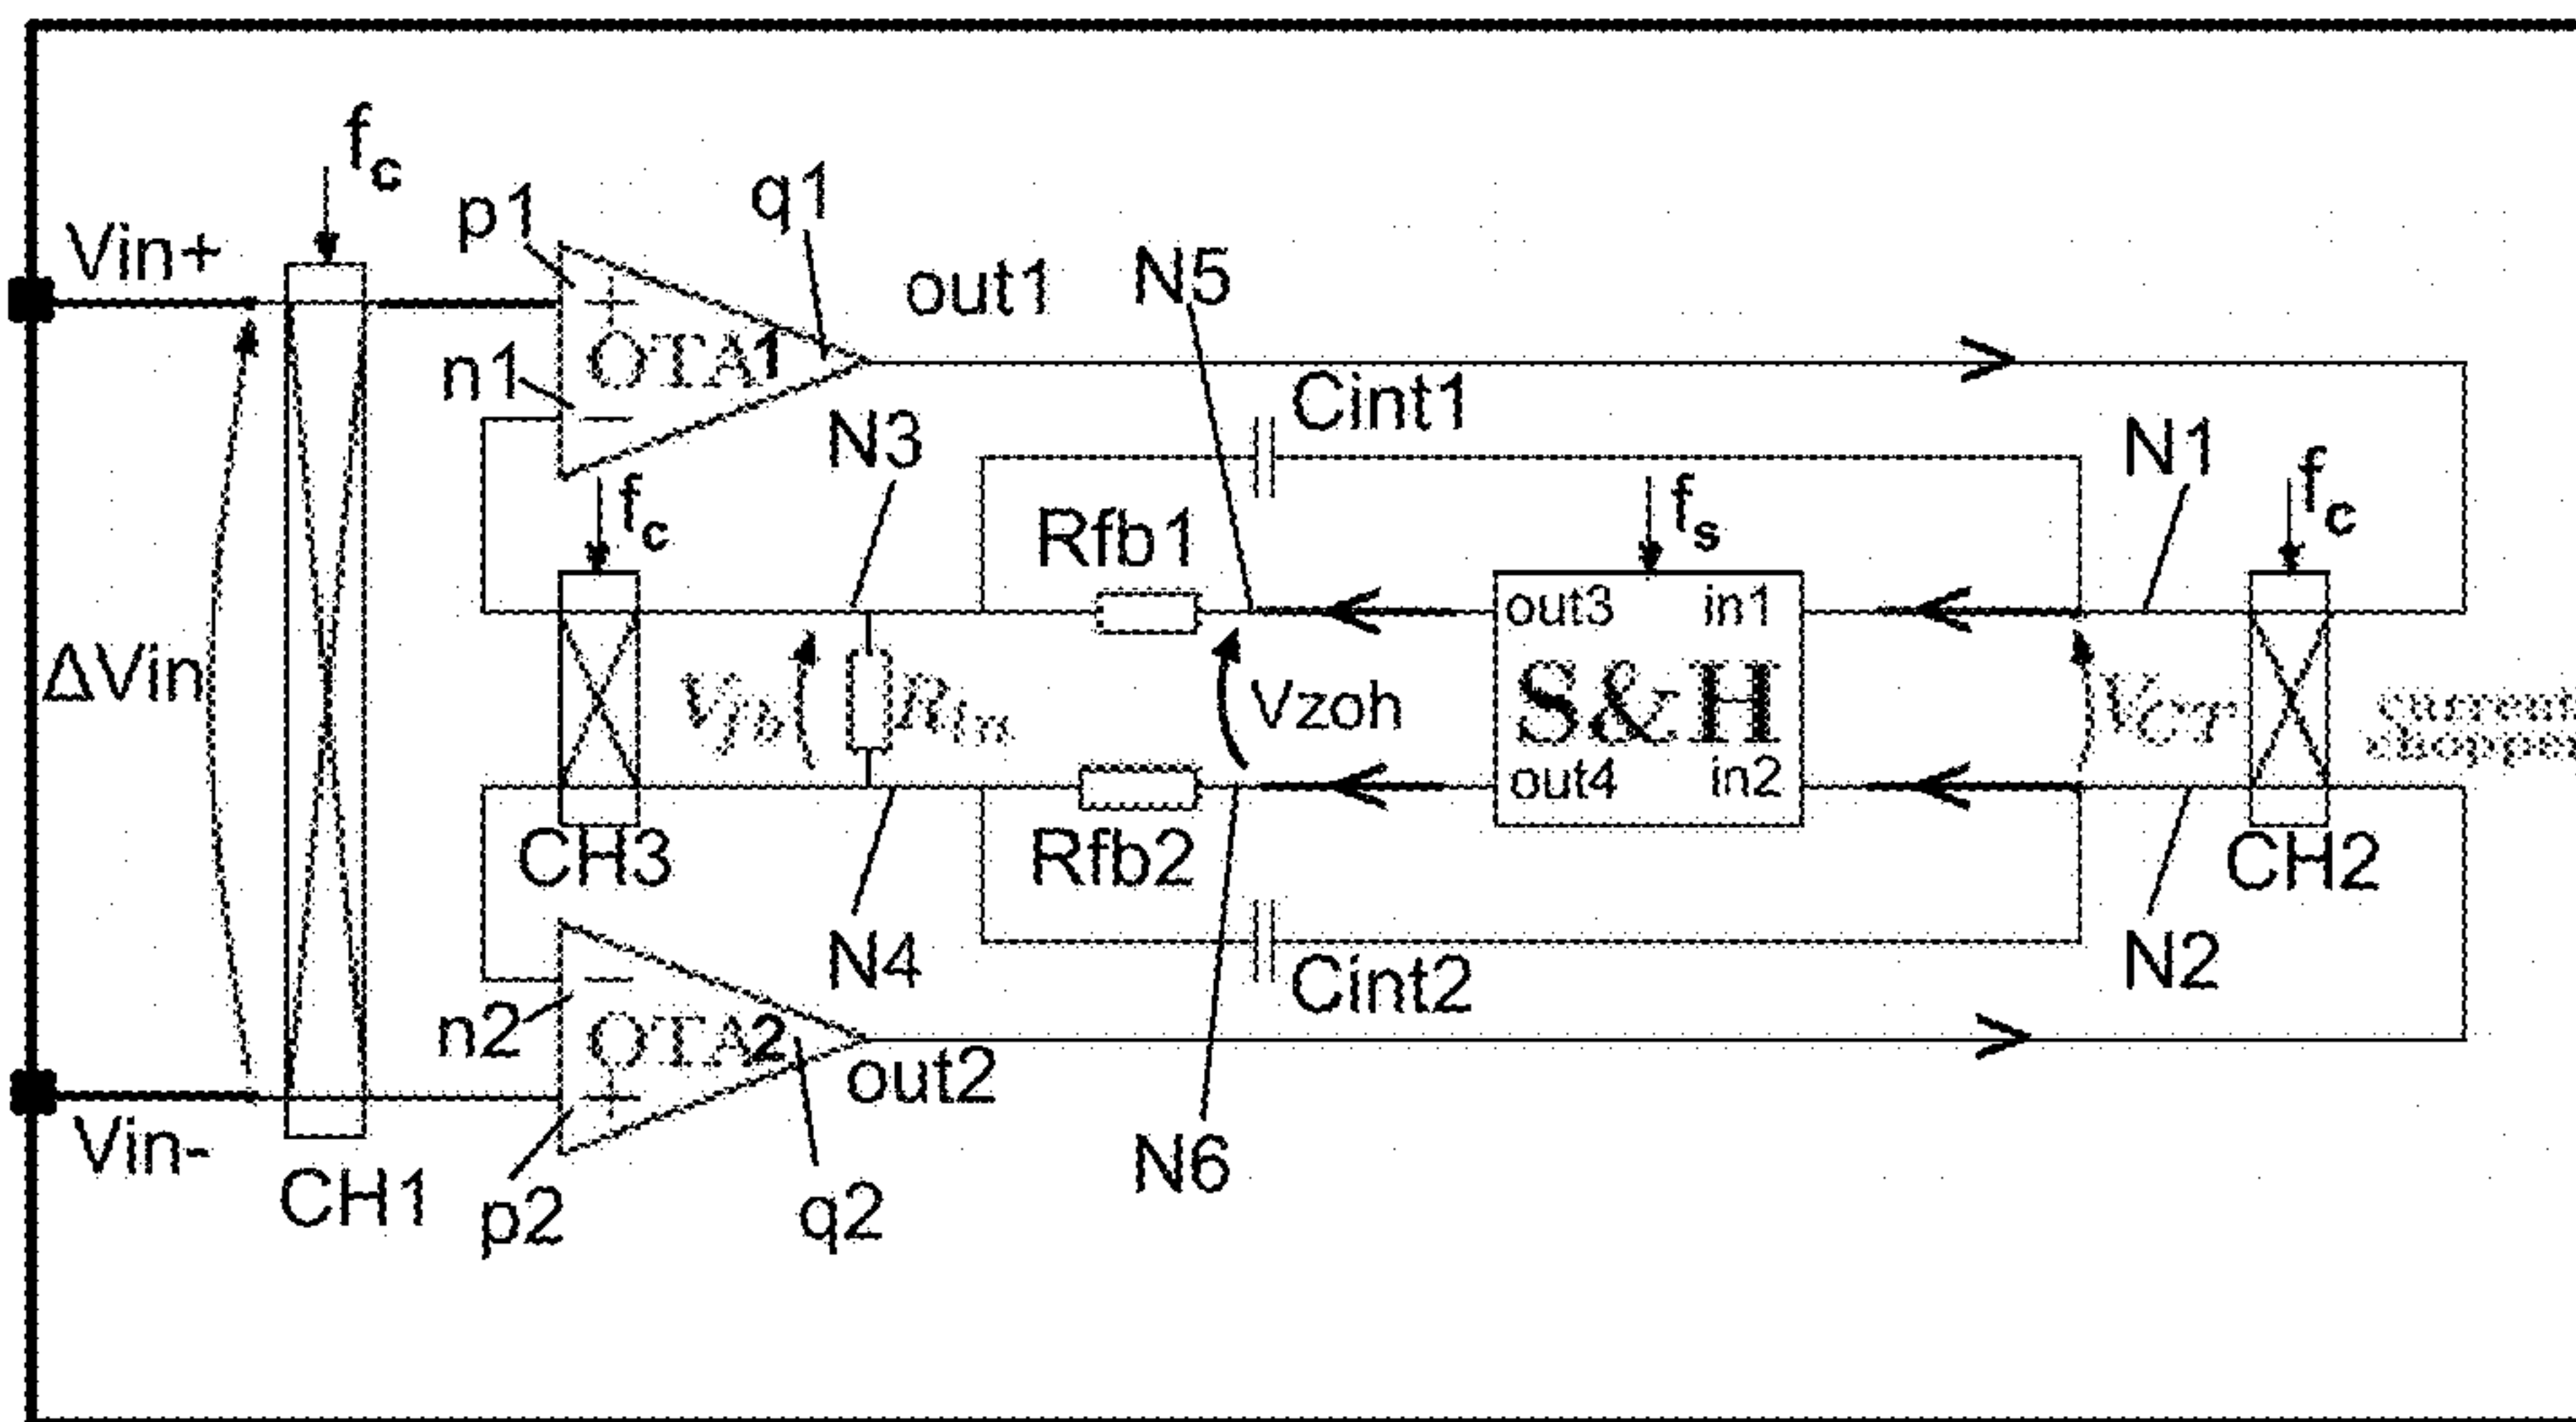 fc
Vin+
p1
q1
out1
N5
n1
OTA1
Cint1
N3
N1
fc
Rfb1
fs
fc
out3
in1
ΔVin
Vfb
Rin
Vzoh
S&H
VCT
current
chopper
out4
in2
CH3
Rfb2
CH2
N4
N2
Cint2
n2
OTA2
out2
Vin-
N6
CH1
p2
q2